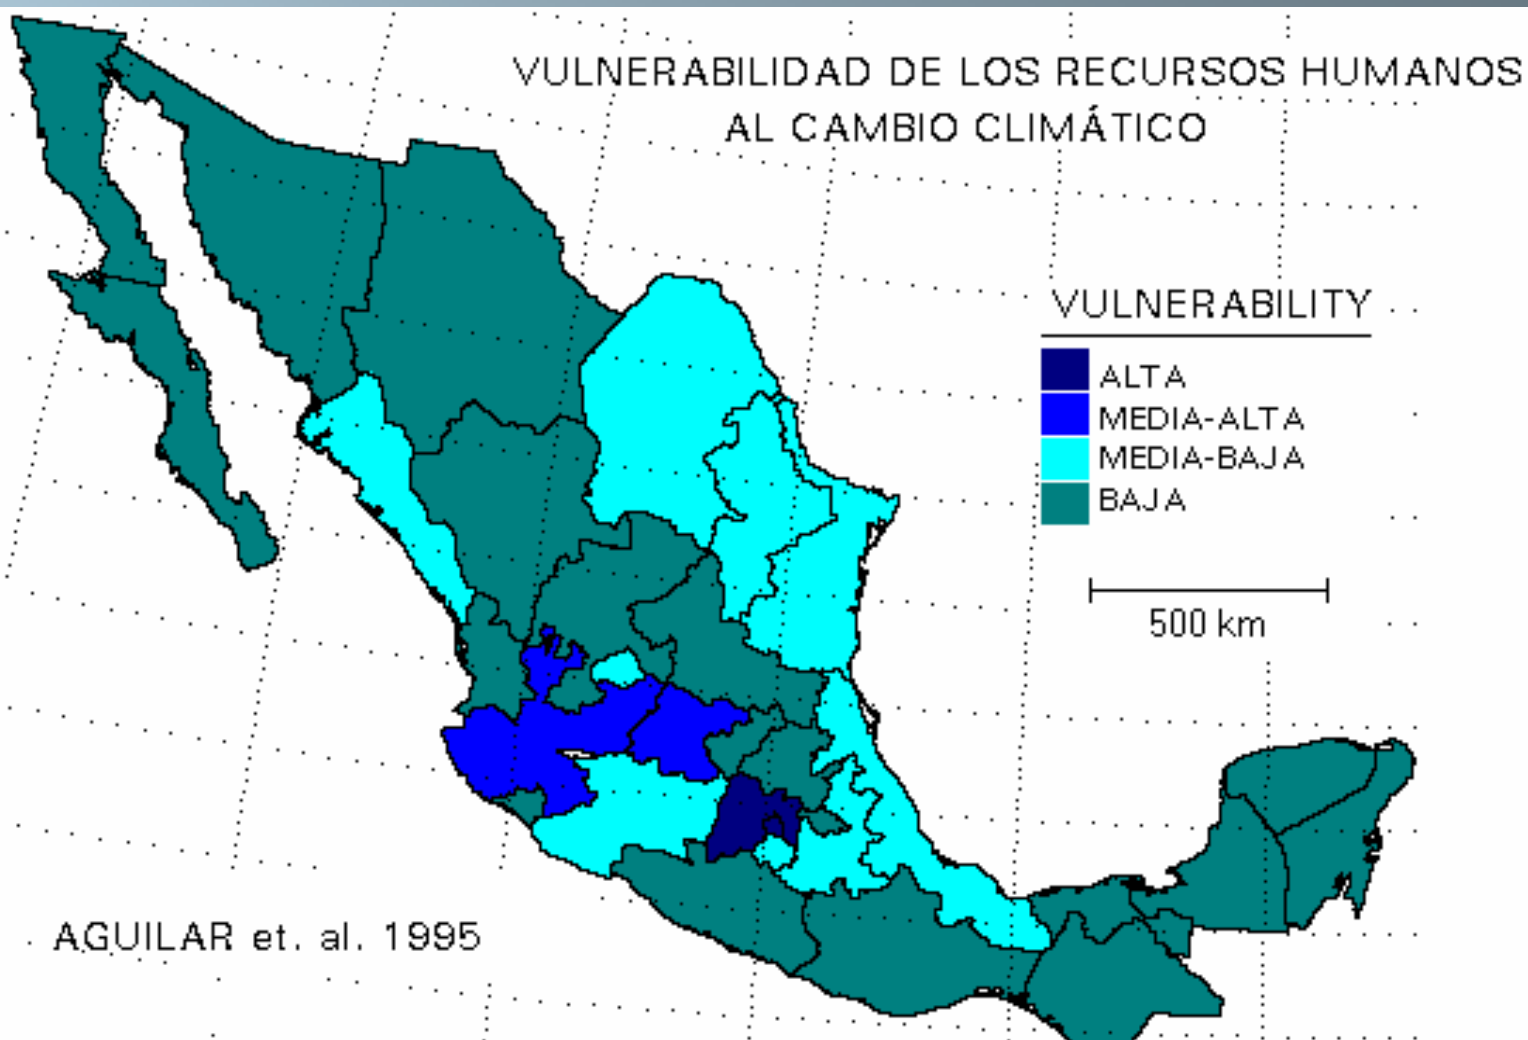 VULNERABILIDAD DE LOS RECURSOS HUMANOS
AL CAMBIO CLIMÁTICO
VULNERABILITY
ALTA
MEDIA-ALTA
MEDIA-BAJA
BAJA
500 km
AGUILAR et. al. 1995